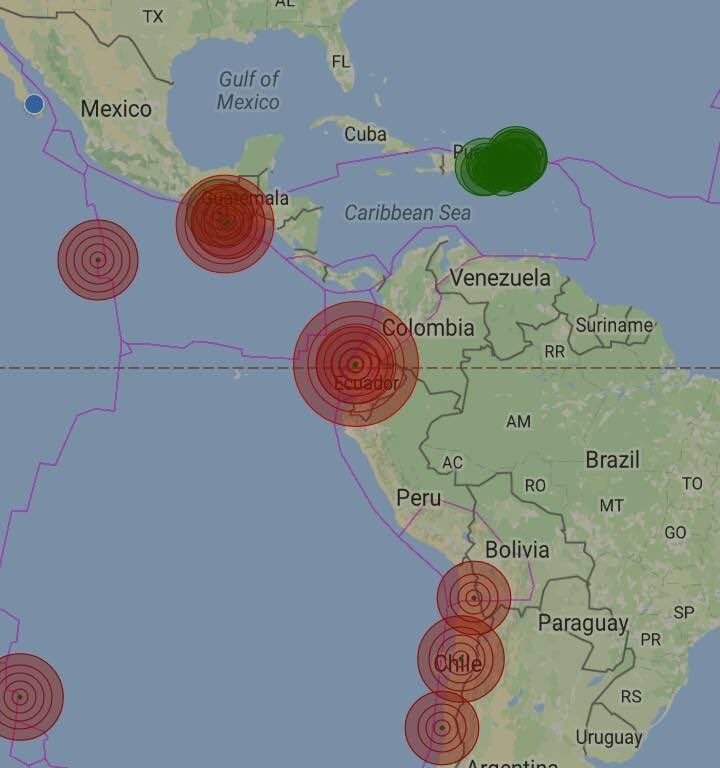 AL
TX
FL
Gulf of
Mexico
Mexico
Cuba
Guatemala
Caribbean Sea
Venezuela
Colombia
Suriname
RR
Ecuador
AM
Brazil
AC
RO
TO
Peru
MT
GO
Bolivia
SP
Paraguay
PR
Chile
RS
Uruguay
Argentina